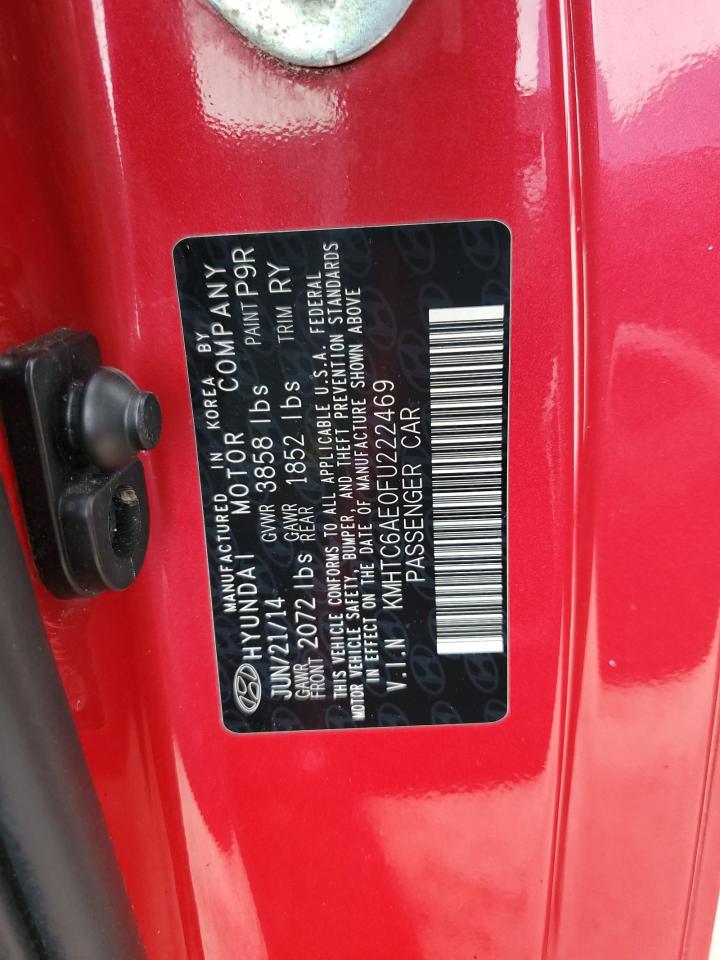 MANUFACTURED IN KOREA BY
HYUNDAI MOTOR COMPANY
JUN/21/14 GVWR 3858 lbs PAINT P9R
GAWR FRONT 2072 lbs GAWR REAR 1852 lbs TRIM RY
THIS VEHICLE CONFORMS TO ALL APPLICABLE U.S.A. FEDERAL
MOTOR VEHICLE SAFETY, BUMPER, AND THEFT PREVENTION STANDARDS
IN EFFECT ON THE DATE OF MANUFACTURE SHOWN ABOVE
V.I.N KMHTC6AE0FU222469
PASSENGER CAR